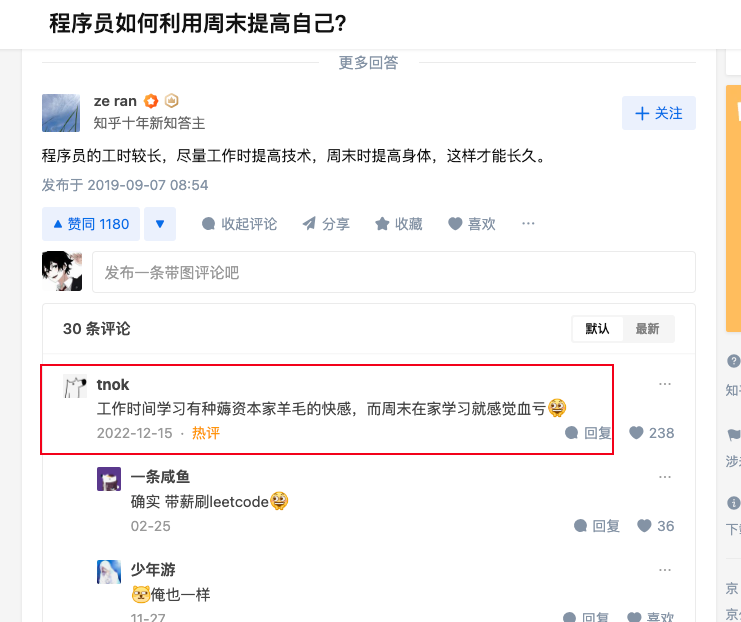 程序员如何利用周末提高自己?
更多回答
ze ran
知乎十年新知答主
+ 关注
程序员的工时较长，尽量工作时提高技术，周末时提高身体，这样才能长久。
发布于 2019-09-07 08:54
赞同 1180
收起评论
分享
收藏
喜欢
发布一条带图评论吧
30 条评论
默认
最新
tnok
工作时间学习有种薅资本家羊毛的快感，而周末在家学习就感觉血亏
2022-12-15 · 热评
回复
238
一条咸鱼
确实 带薪刷leetcode
02-25
回复
36
少年游
俺也一样
11-27
回复
喜欢